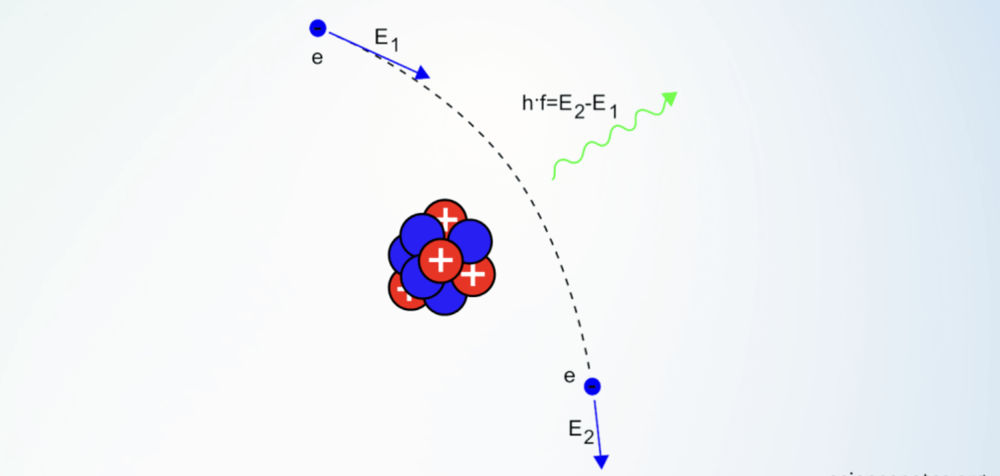 E₁
e
h·f=E₂-E₁
+
+
+
+
e
E₂